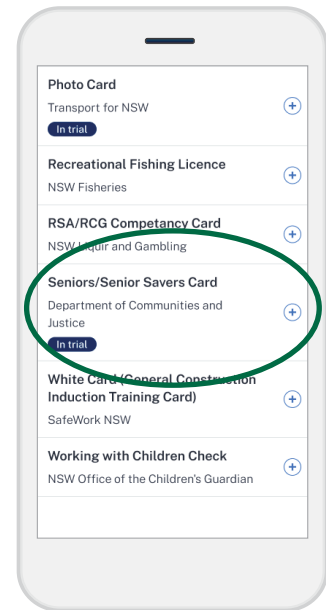 Photo Card
Transport for NSW
In trial
Recreational Fishing Licence
NSW Fisheries
RSA/RCG Competancy Card
NSW Liquir and Gambling
Seniors/Senior Savers Card
Department of Communities and
Justice
In trial
White Card (General Construction
Induction Training Card)
SafeWork NSW
Working with Children Check
NSW Office of the Children's Guardian